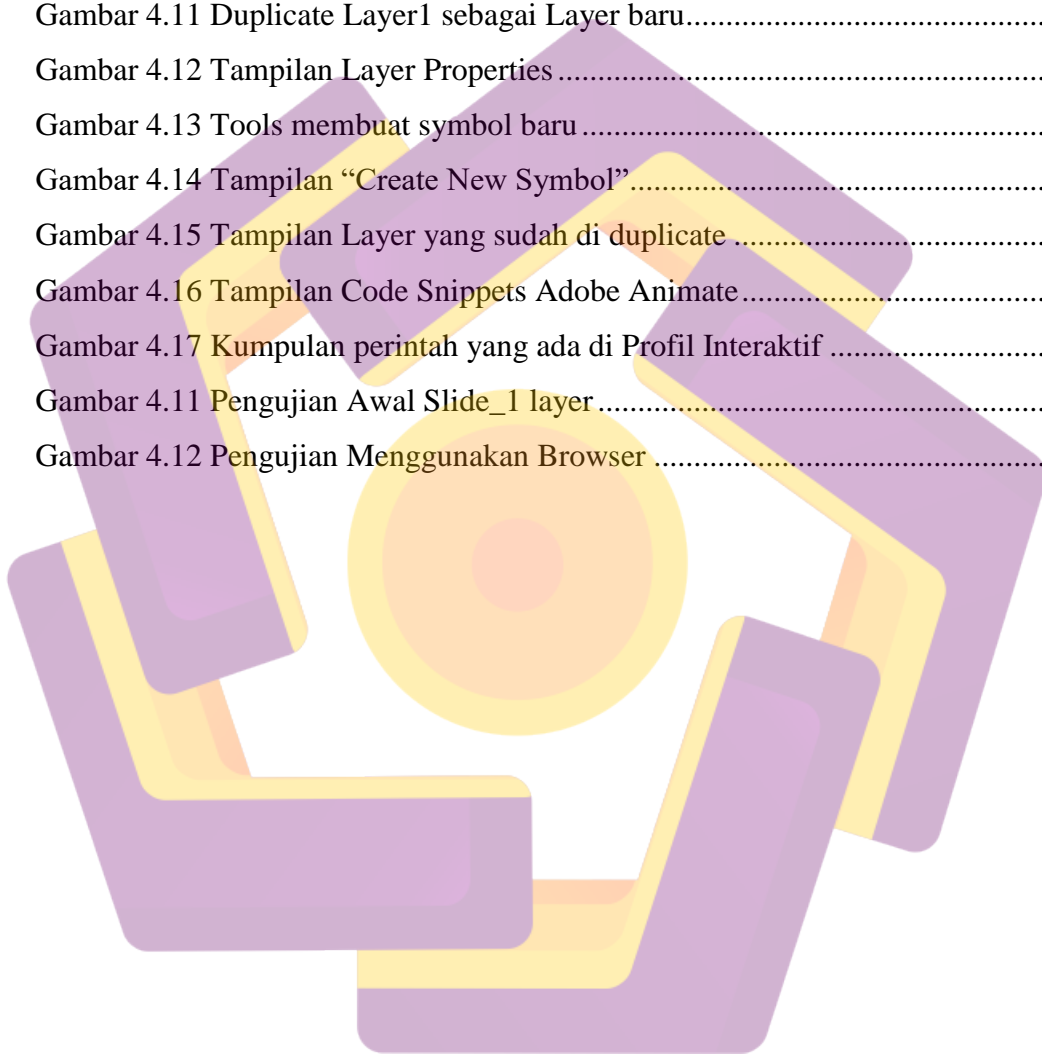 Gambar 4.11 Duplicate Layer1 sebagai Layer baru................................................
Gambar 4.12 Tampilan Layer Properties................................................................
Gambar 4.13 Tools membuat symbol baru.............................................................
Gambar 4.14 Tampilan “Create New Symbol”.......................................................
Gambar 4.15 Tampilan Layer yang sudah di duplicate..........................................
Gambar 4.16 Tampilan Code Snippets Adobe Animate........................................
Gambar 4.17 Kumpulan perintah yang ada di Profil Interaktif.............................
Gambar 4.11 Pengujian Awal Slide_1 layer...........................................................
Gambar 4.12 Pengujian Menggunakan Browser....................................................